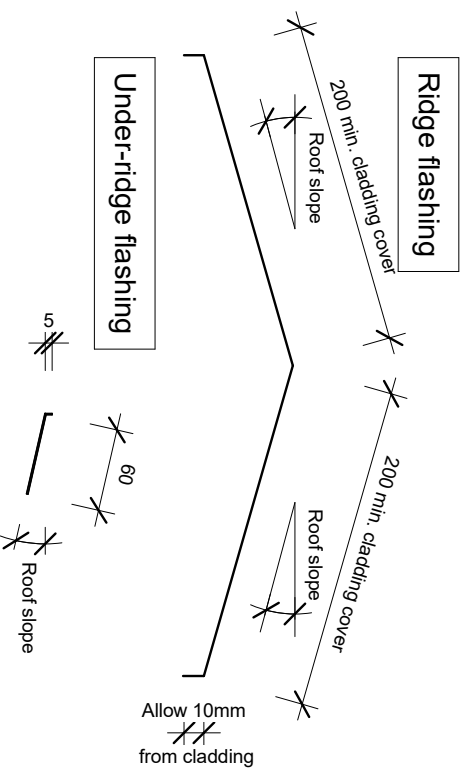 Ridge flashing
200 min. cladding cover
200 min. cladding cover
Roof slope
Roof slope
Allow 10mm
from cladding
Under-ridge flashing
5
60
Roof slope